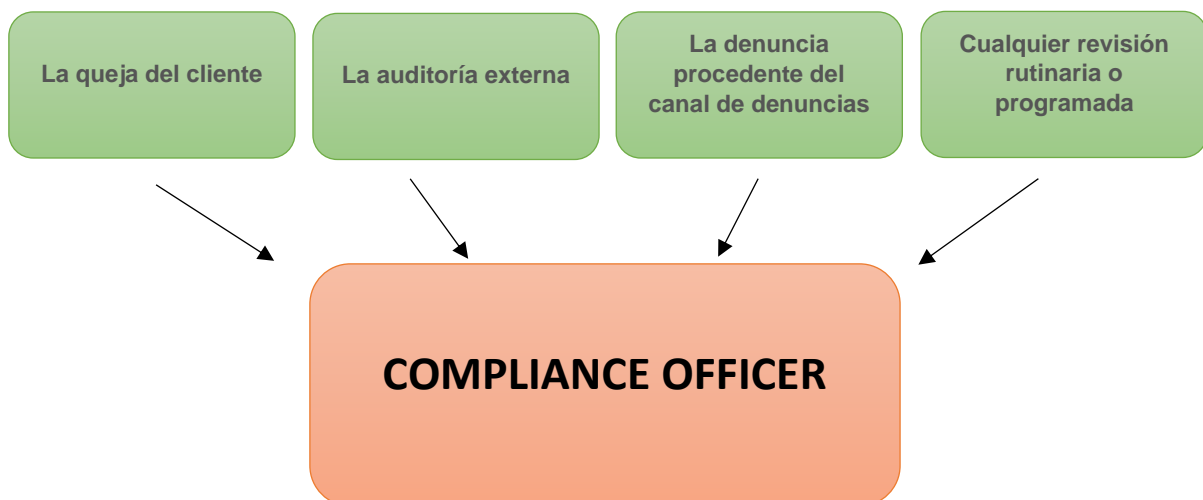 La queja del cliente
La auditoría externa
La denuncia
procedente del
canal de denuncias
Cualquier revisión
rutinaria o
programada
COMPLIANCE OFFICER